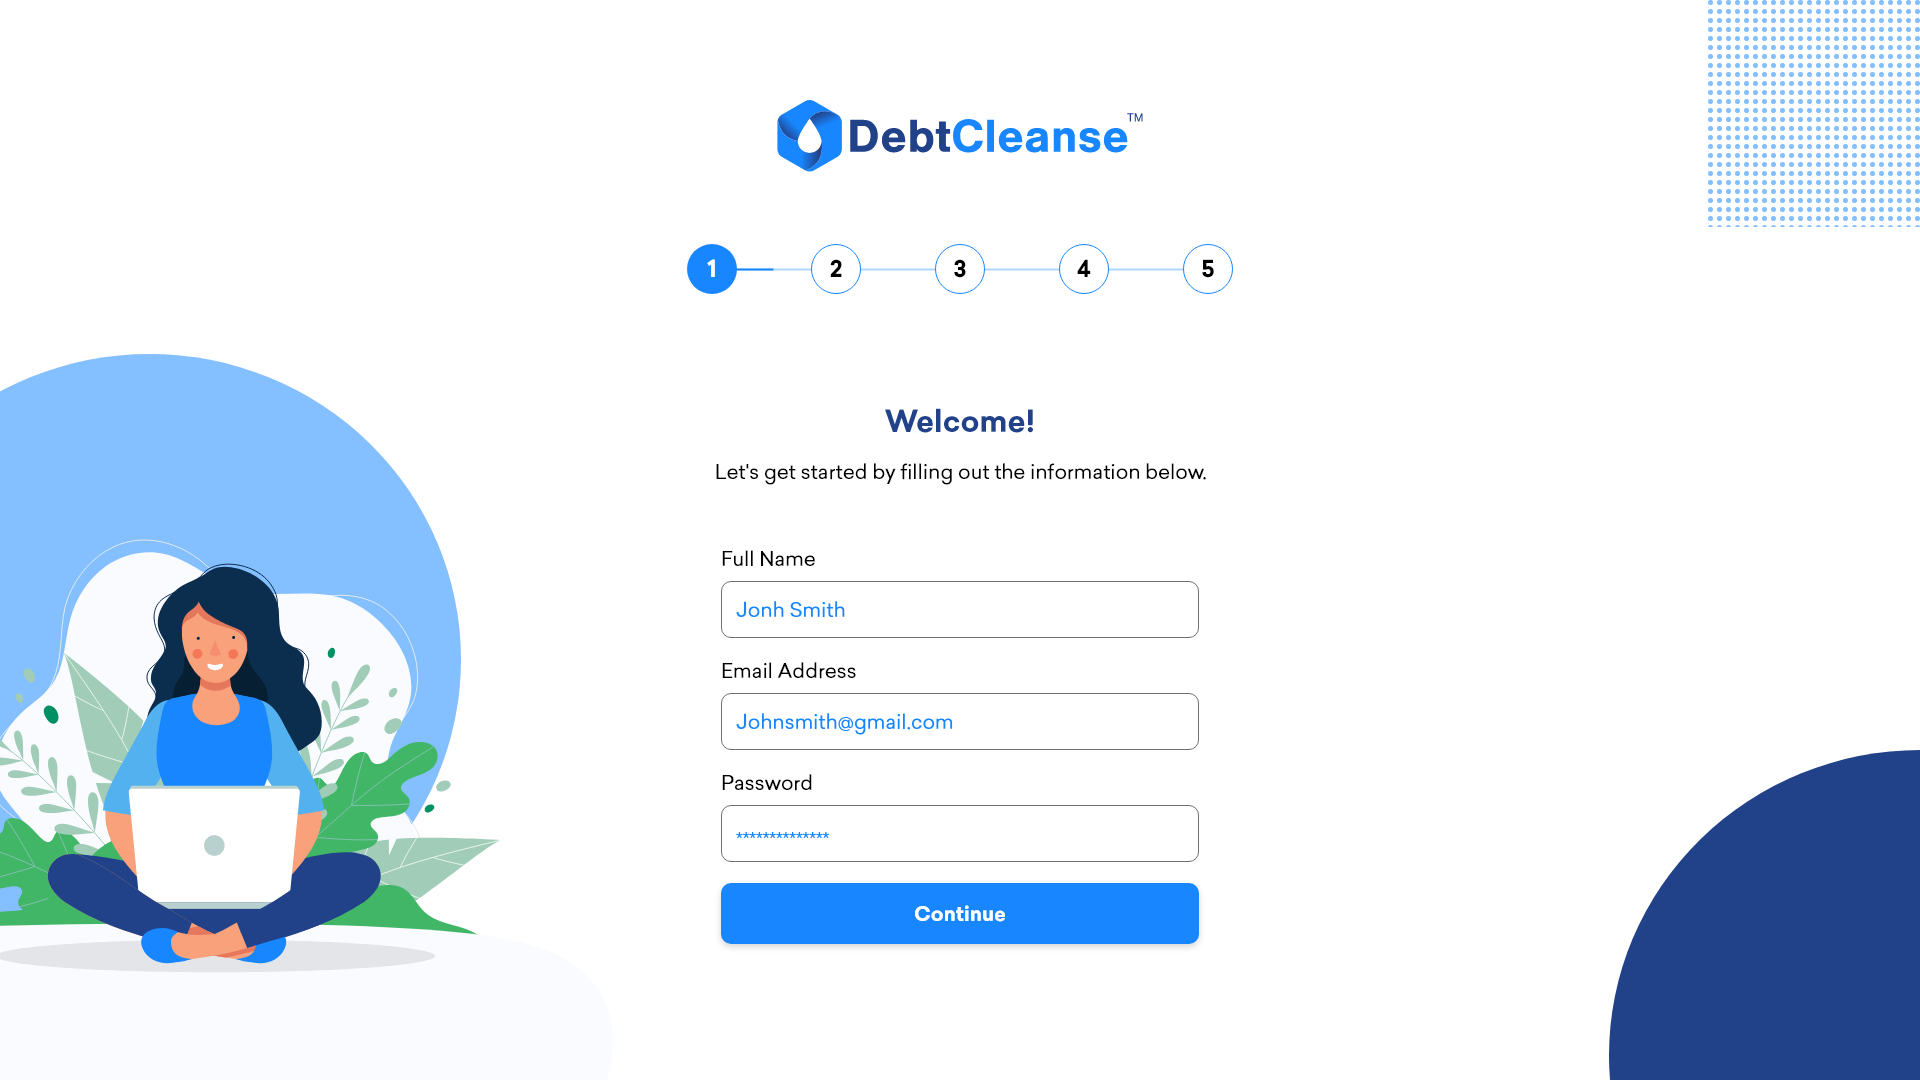 DebtCleanse™
1 2 3 4 5
Welcome!
Let's get started by filling out the information below.
Full Name
Jonh Smith
Email Address
Johnsmith@gmail.com
Password
**************
Continue